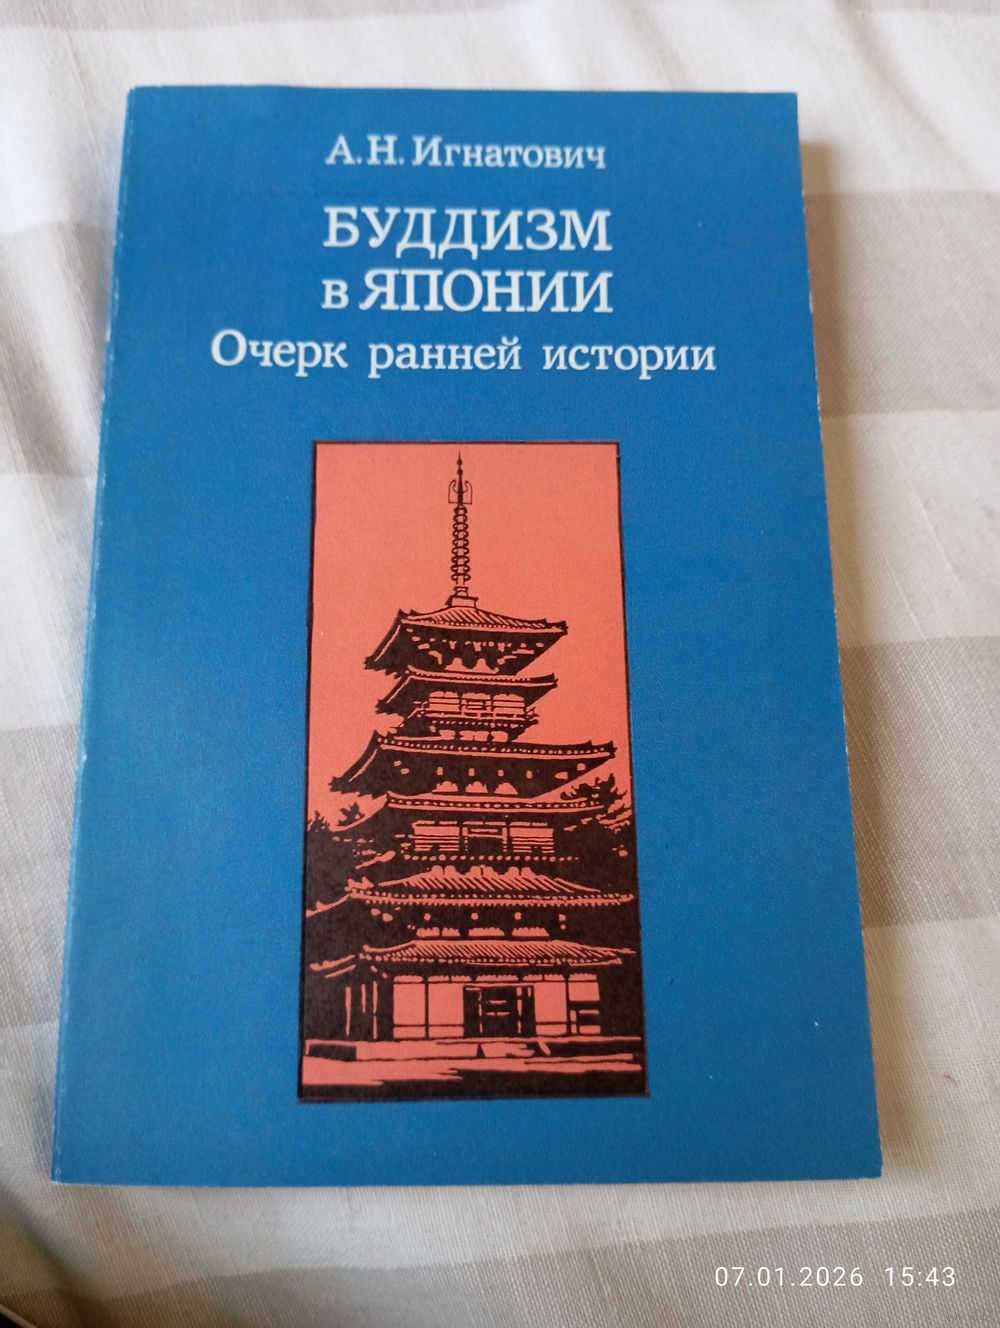 А. Н. Игнатович
БУДДИЗМ
в ЯПОНИИ
Очерк ранней истории
07.01.2026 15:43